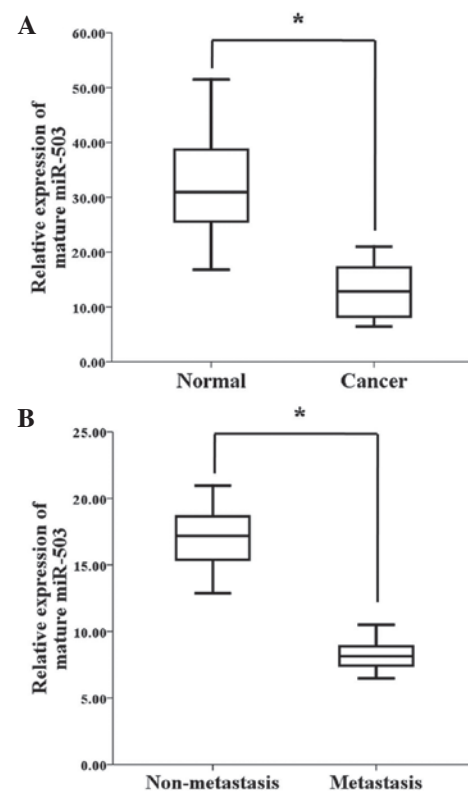 A
*
Relative expression of
mature miR-503
60.00
50.00
40.00
30.00
20.00
10.00
0.00
Normal Cancer
B
*
Relative expression of
mature miR-503
25.00
20.00
15.00
10.00
5.00
0.00
Non-metastasis Metastasis